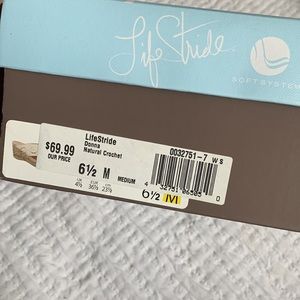 LifeStride
SOFT SYSTEM
$69.99
OUR PRICE
LifeStride
Donna
Natural Crochet
0032751-7 W S
6½ M MEDIUM
6½ M
D